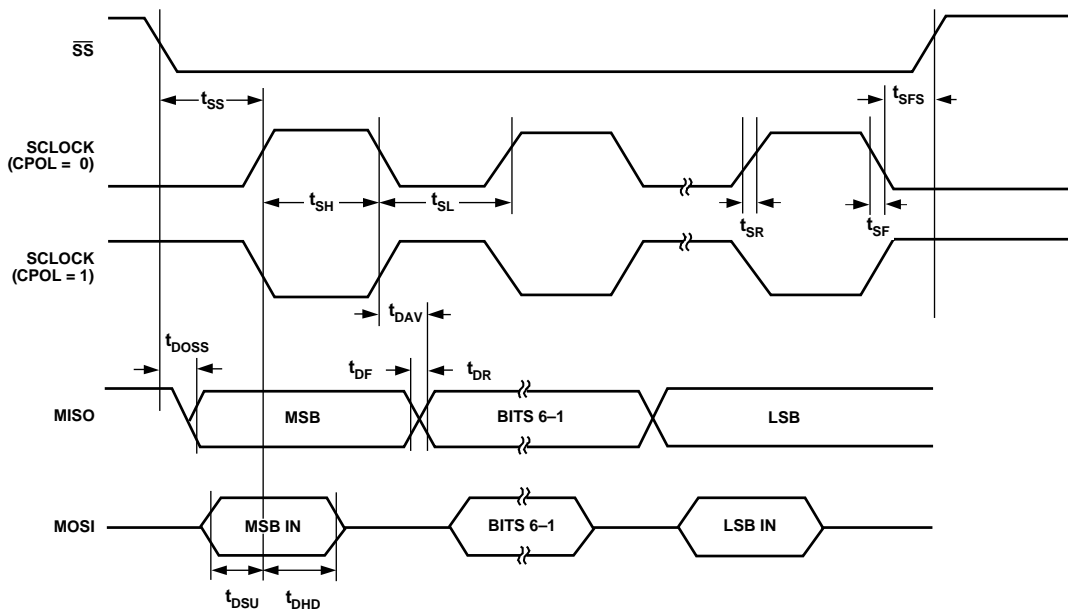 SS
tSS
tSFS
SCLOCK
(CPOL = 0)
tSH
tSL
tSR
tSF
SCLOCK
(CPOL = 1)
tDAV
tDOSS
tDF
tDR
MISO
MSB
BITS 6–1
LSB
MOSI
MSB IN
BITS 6–1
LSB IN
tDSU
tDHD